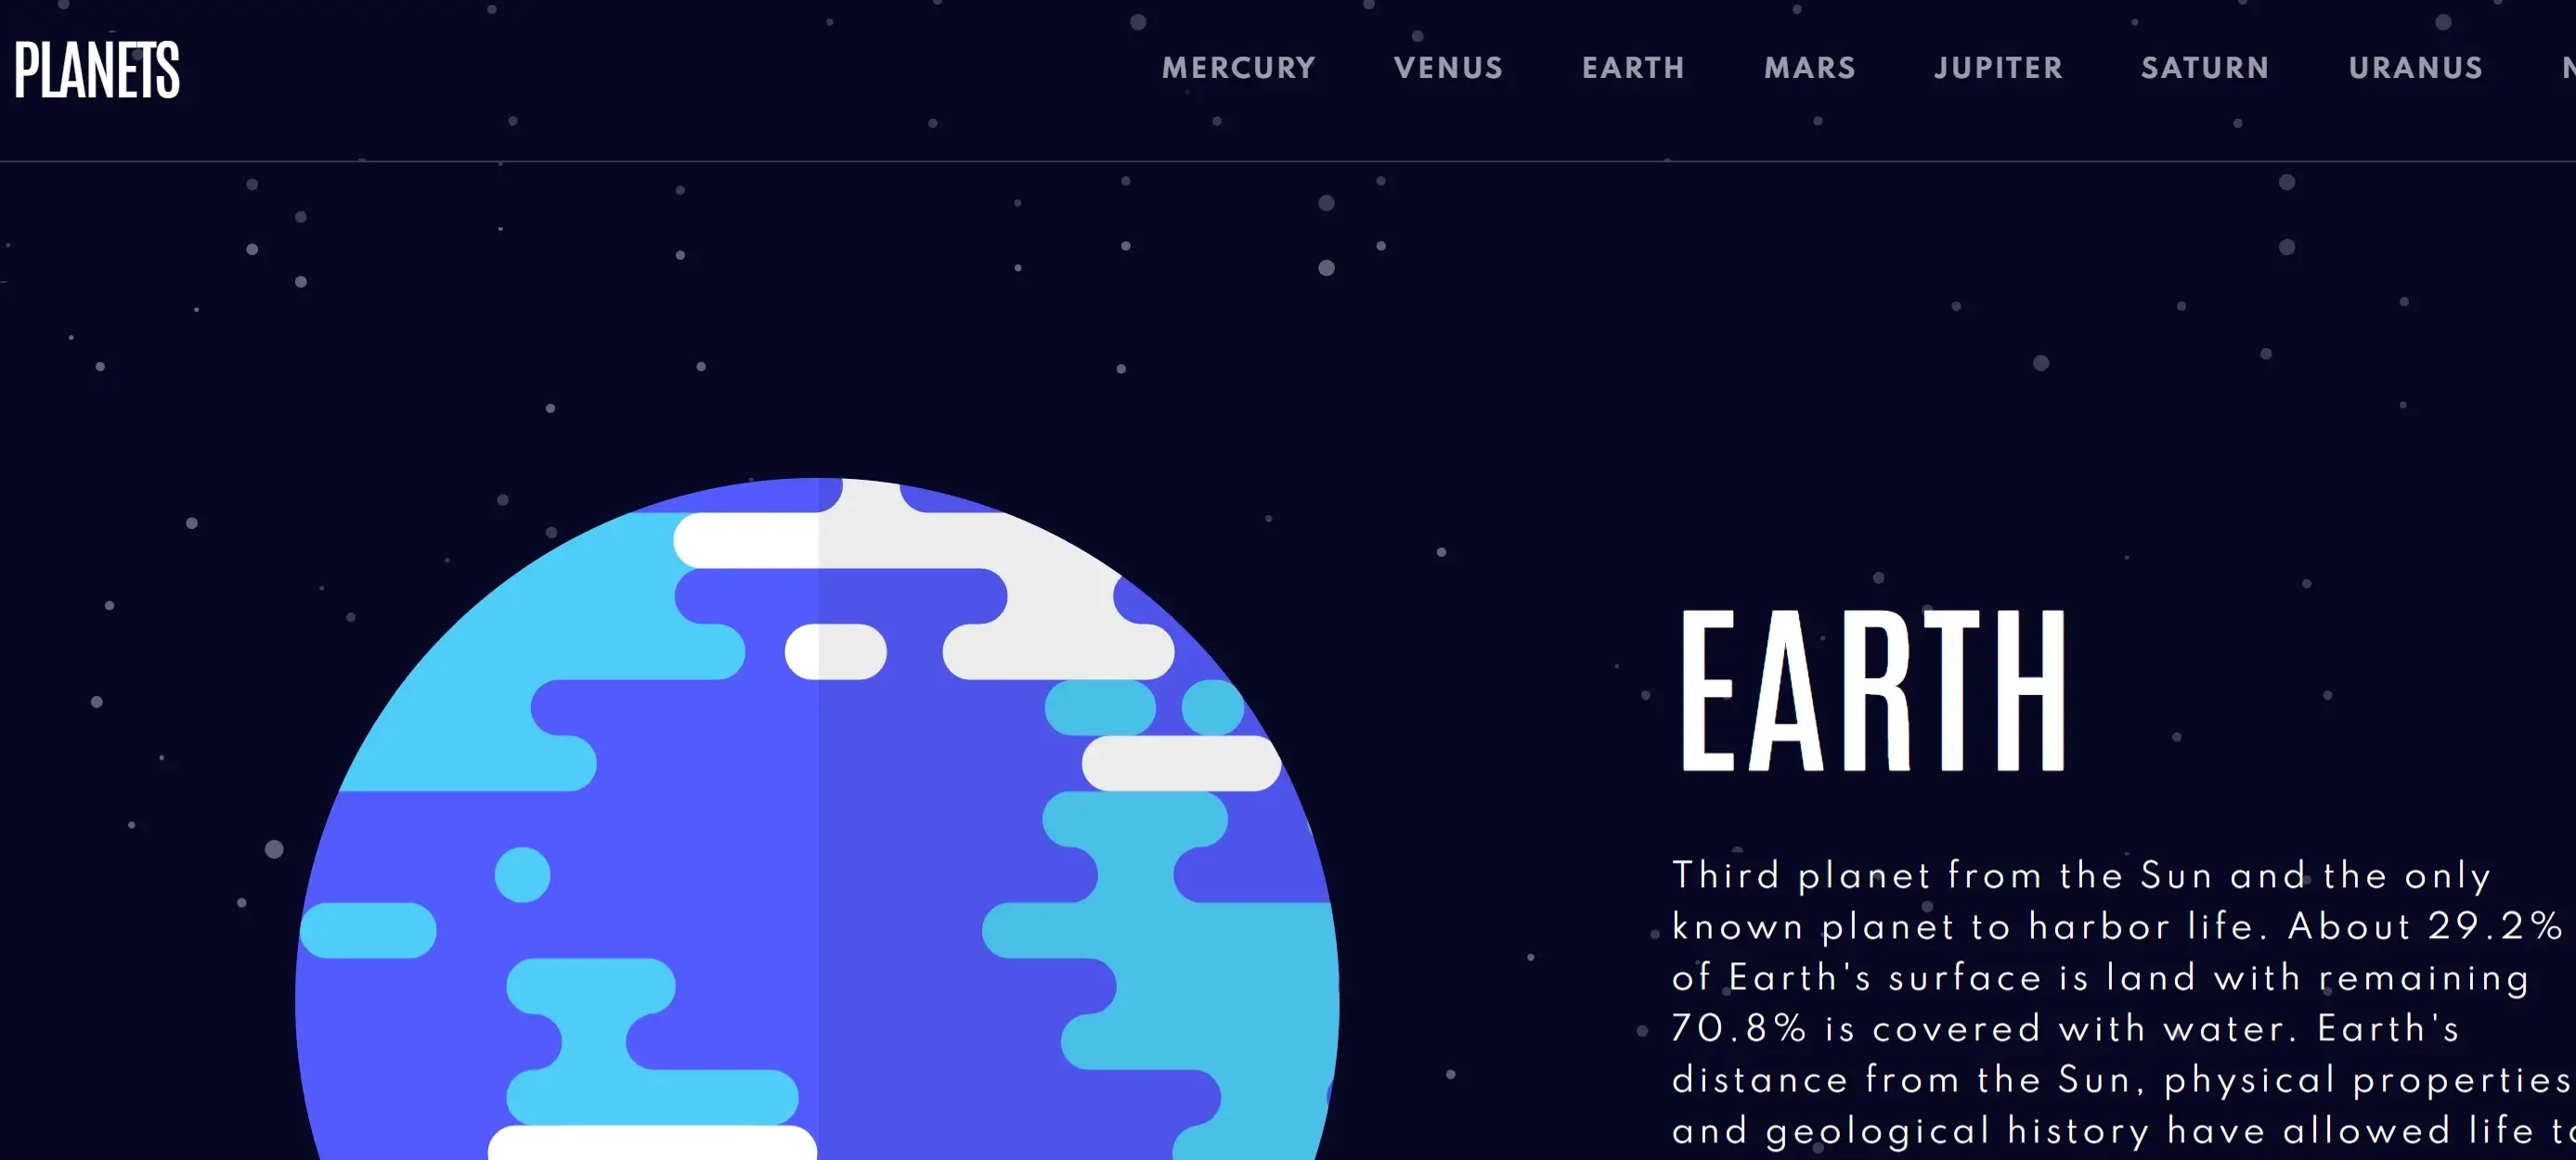 PLANETS
MERCURY VENUS EARTH MARS JUPITER SATURN URANUS
EARTH
Third planet from the Sun and the only
known planet to harbor life. About 29.2%
of Earth's surface is land with remaining
70.8% is covered with water. Earth's
distance from the Sun, physical properties
and geological history have allowed life